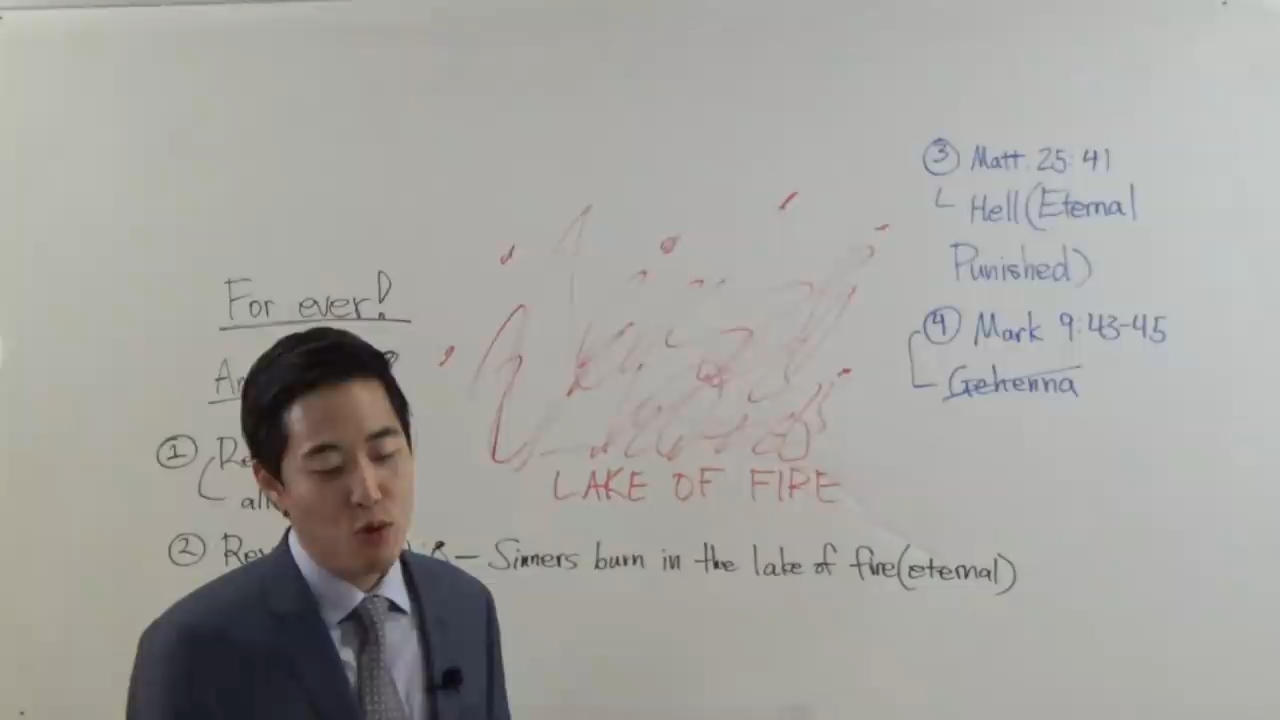 For ever!
①
②
LAKE OF FIRE
— Sinners burn in the lake of fire(eternal)
③ Matt. 25:41
Hell(Eternal
Punished)
④ Mark 9:43-45
Gehenna